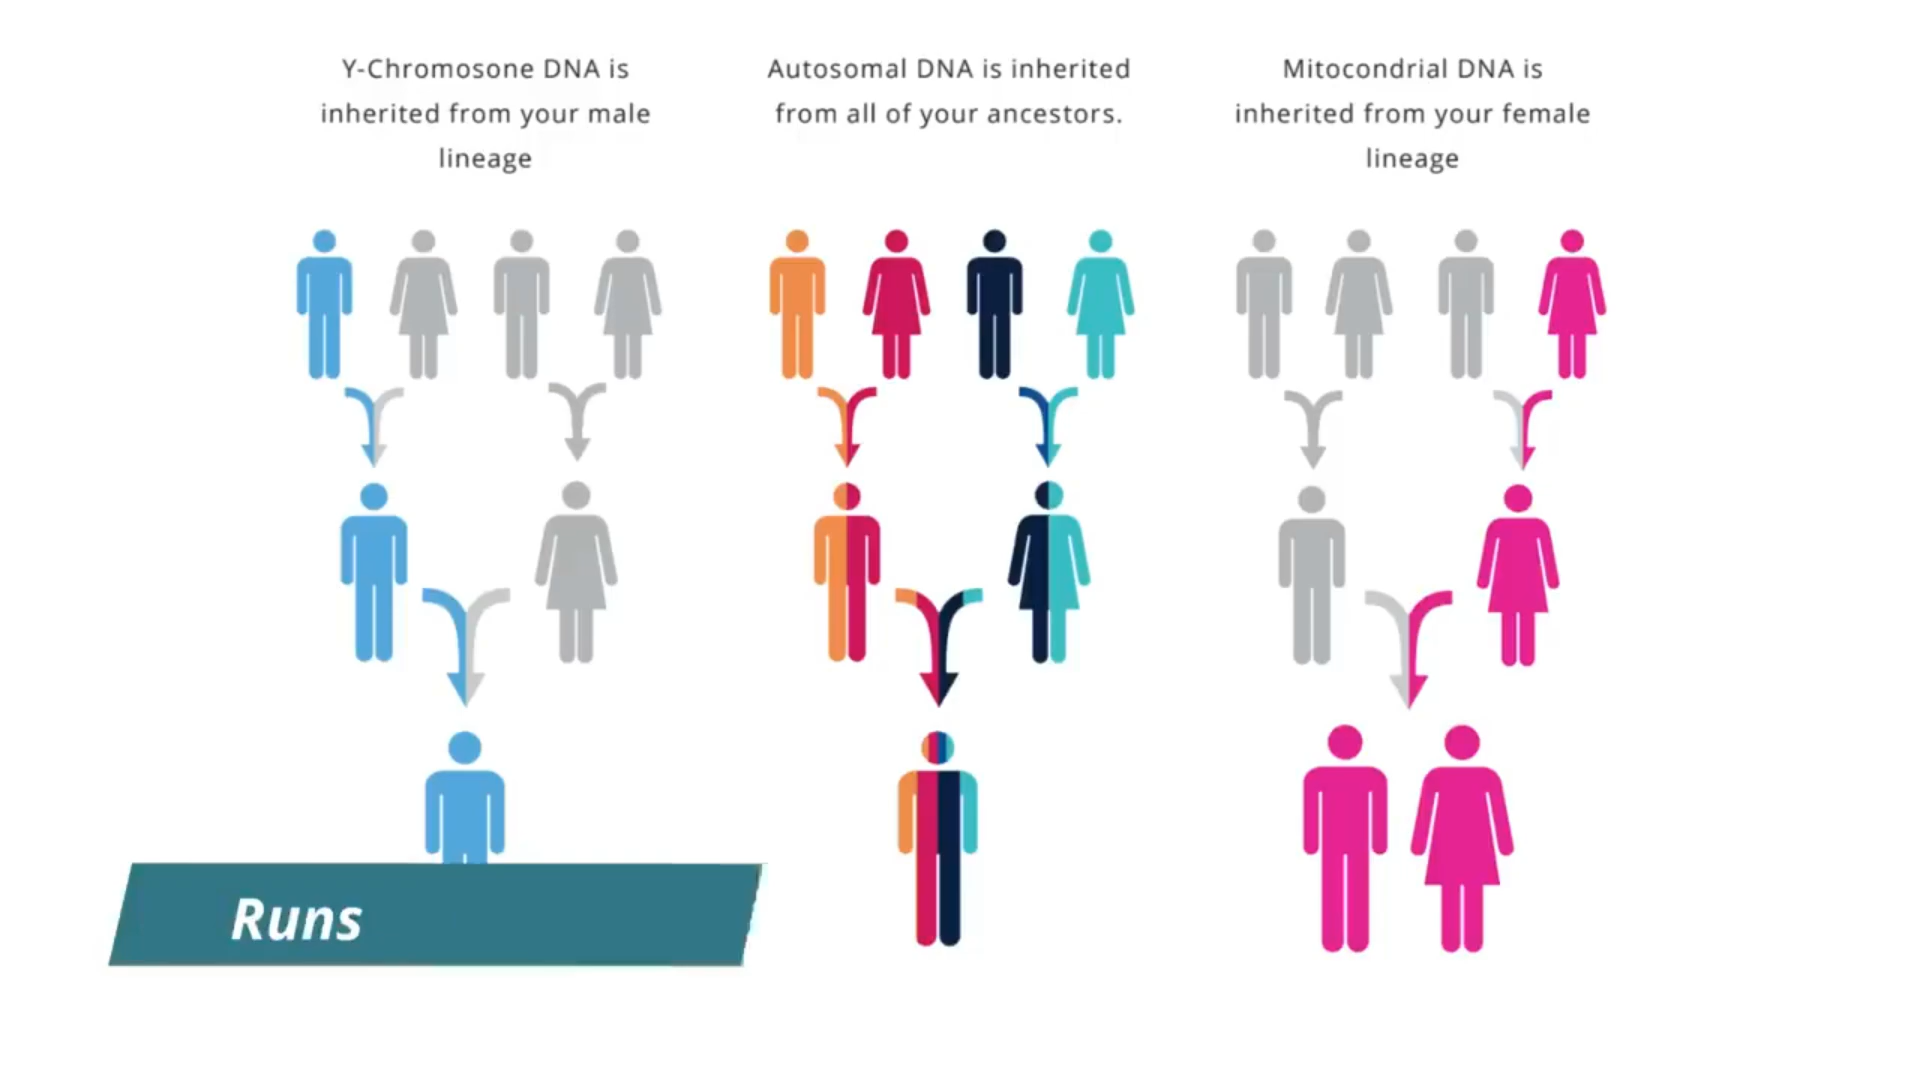 Y-Chromosone DNA is
inherited from your male
lineage
Autosomal DNA is inherited
from all of your ancestors.
Mitocondrial DNA is
inherited from your female
lineage
Runs